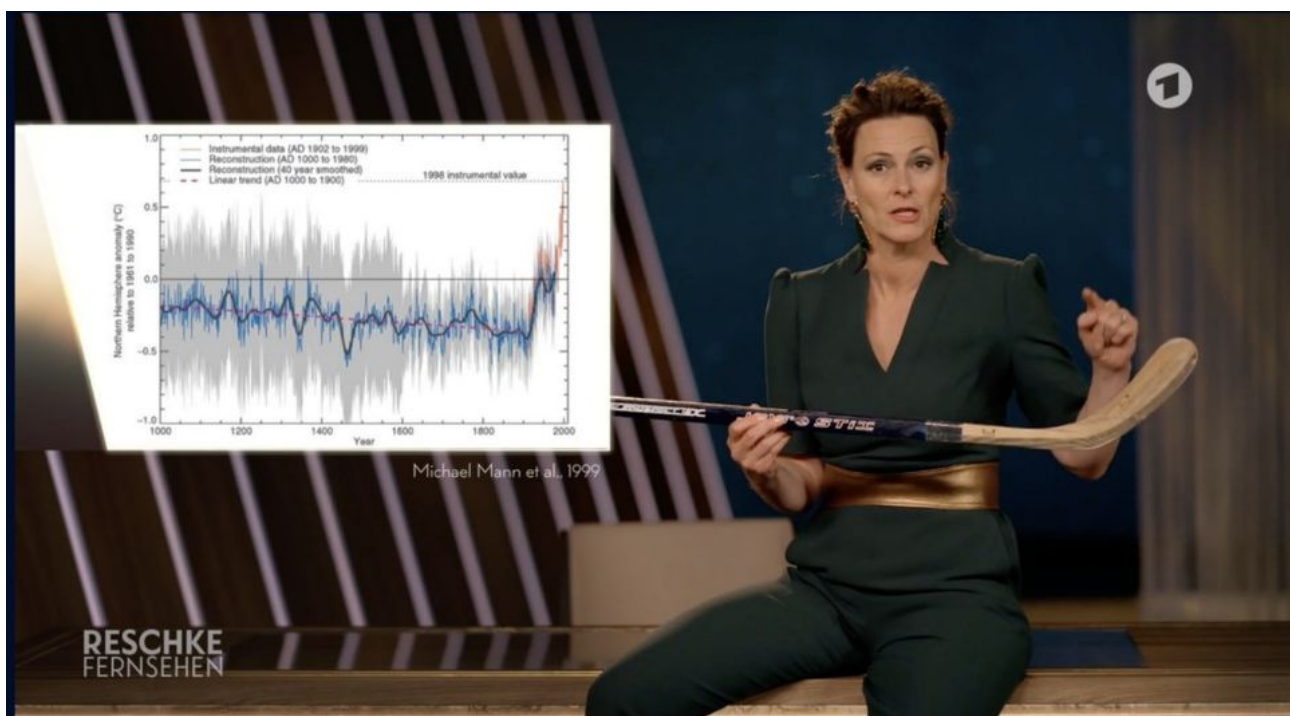 1.0
Instrumental data (AD 1902 to 1999)
Reconstruction (AD 1000 to 1980)
Reconstruction (40 year smoothed)
Linear trend (AD 1000 to 1900)
1998 instrumental value
0.5
0.0
−0.5
−1.0
Northern Hemisphere anomaly (°C)
relative to 1961 to 1990
1000 1200 1400 1600 1800 2000
Year
Michael Mann et al., 1999
STIX
1
RESCHKE
FERNSEHEN